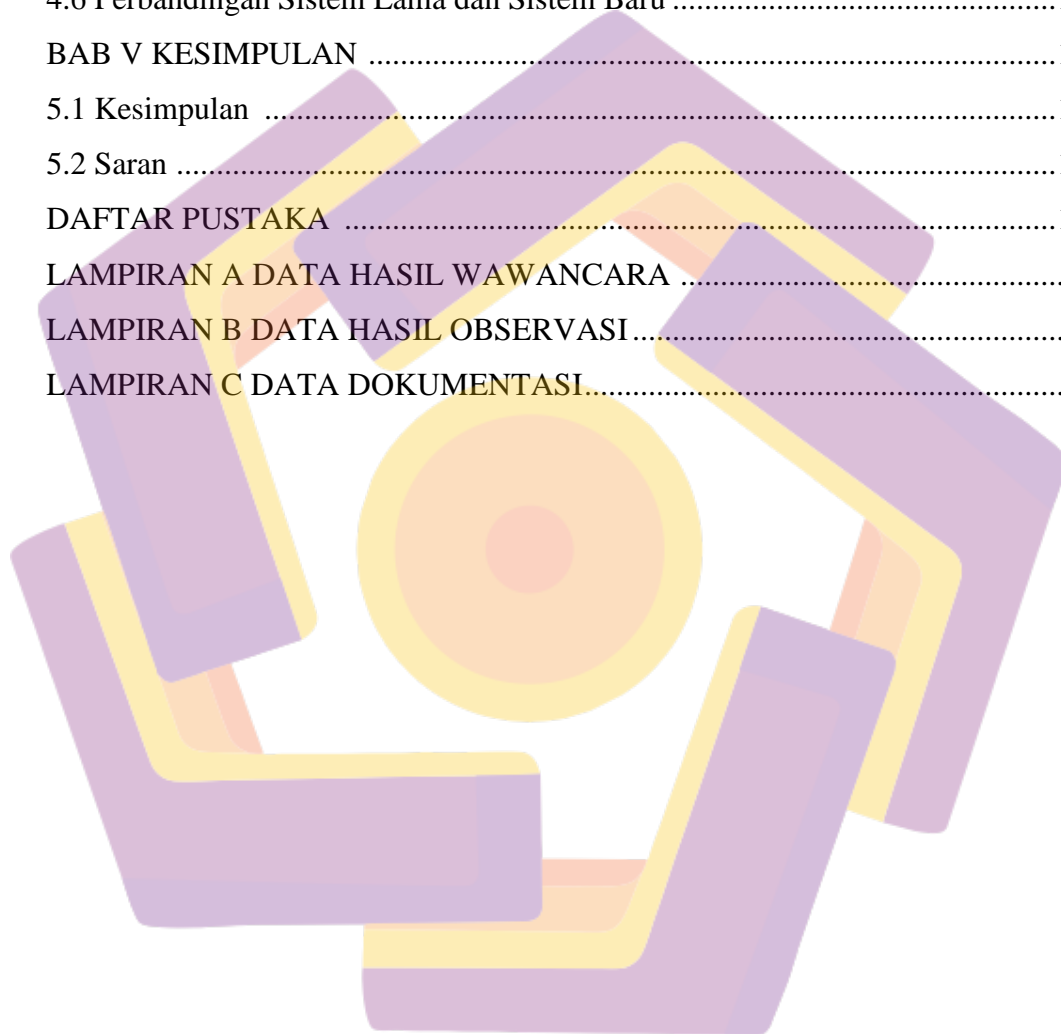 4.6 Perbandingan Sistem Lama dan Sistem Baru ....................................................
BAB V KESIMPULAN ...........................................................................................
5.1 Kesimpulan ........................................................................................................
5.2 Saran ...................................................................................................................
DAFTAR PUSTAKA ..............................................................................................
LAMPIRAN A DATA HASIL WAWANCARA ...................................................
LAMPIRAN B DATA HASIL OBSERVASI .........................................................
LAMPIRAN C DATA DOKUMENTASI................................................................